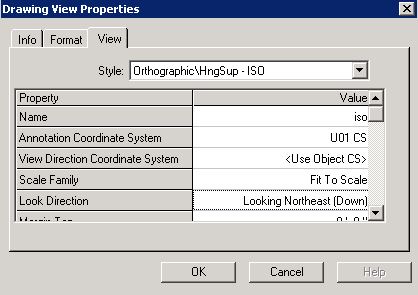 Drawing View Properties
Info Format View
Style: Orthographic\HngSup - ISO
Property Value
Name iso
Annotation Coordinate System U01 CS
View Direction Coordinate System <Use Object CS>
Scale Family Fit To Scale
Look Direction Looking Northeast (Down)
OK Cancel Help